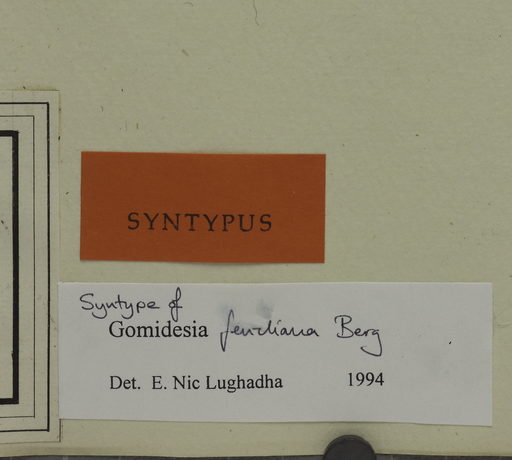 SYNTYPUS
Syntype of
Gomidesia fenzliana Berg
Det. E. Nic Lughadha 1994